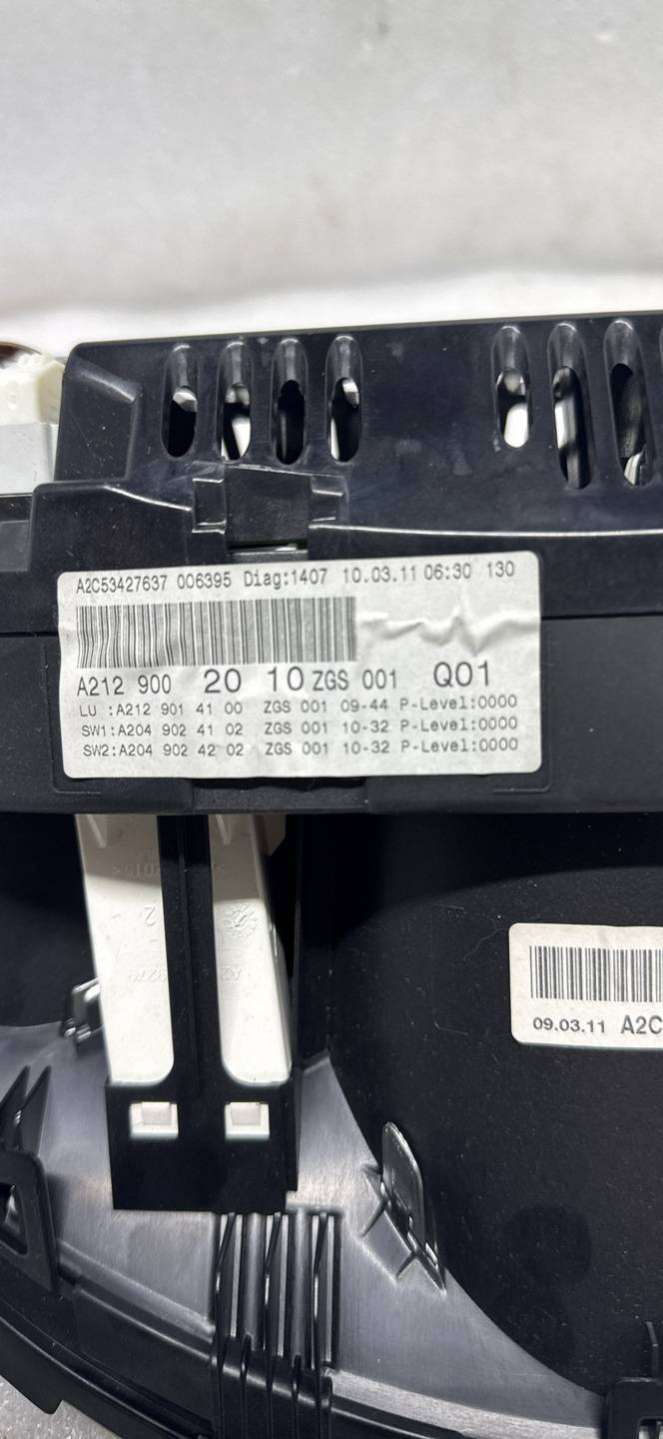 A2C53427637 006395 Diag:1407 10.03.11 06:30 130
A212 900 20 10 ZGS 001 Q01
LU :A212 901 41 00 ZGS 001 09-44 P-Level:0000
SW1:A204 902 41 02 ZGS 001 10-32 P-Level:0000
SW2:A204 902 42 02 ZGS 001 10-32 P-Level:0000
09.03.11 A2C